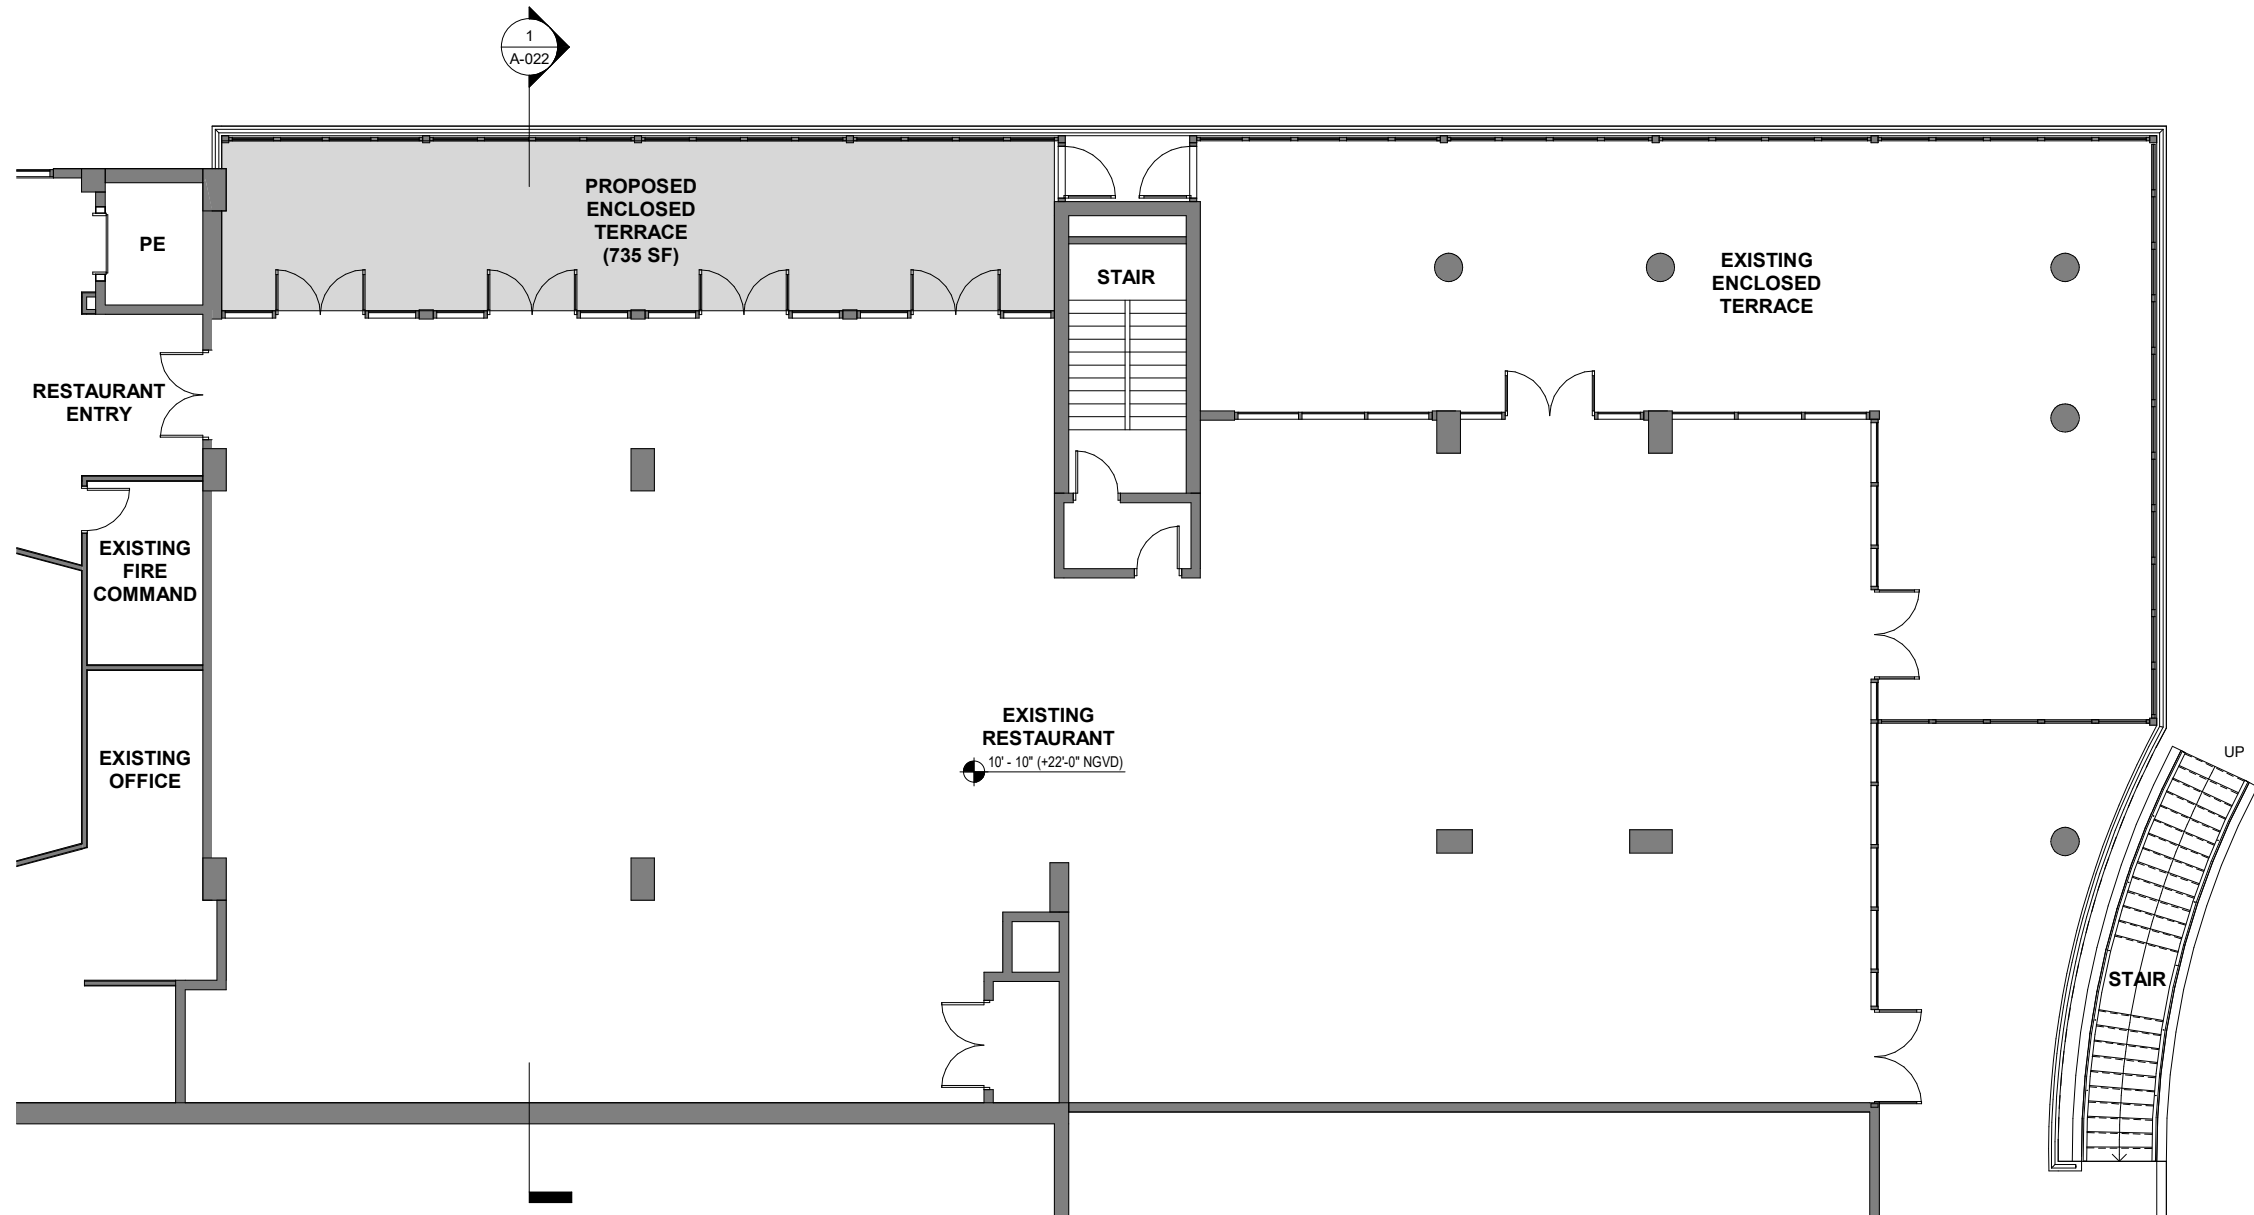 1
A-022
PROPOSED
ENCLOSED
TERRACE
(735 SF)
PE
STAIR
EXISTING
ENCLOSED
TERRACE
RESTAURANT
ENTRY
EXISTING
FIRE
COMMAND
EXISTING
RESTAURANT
10' - 10" (+22'-0" NGVD)
EXISTING
OFFICE
UP
STAIR